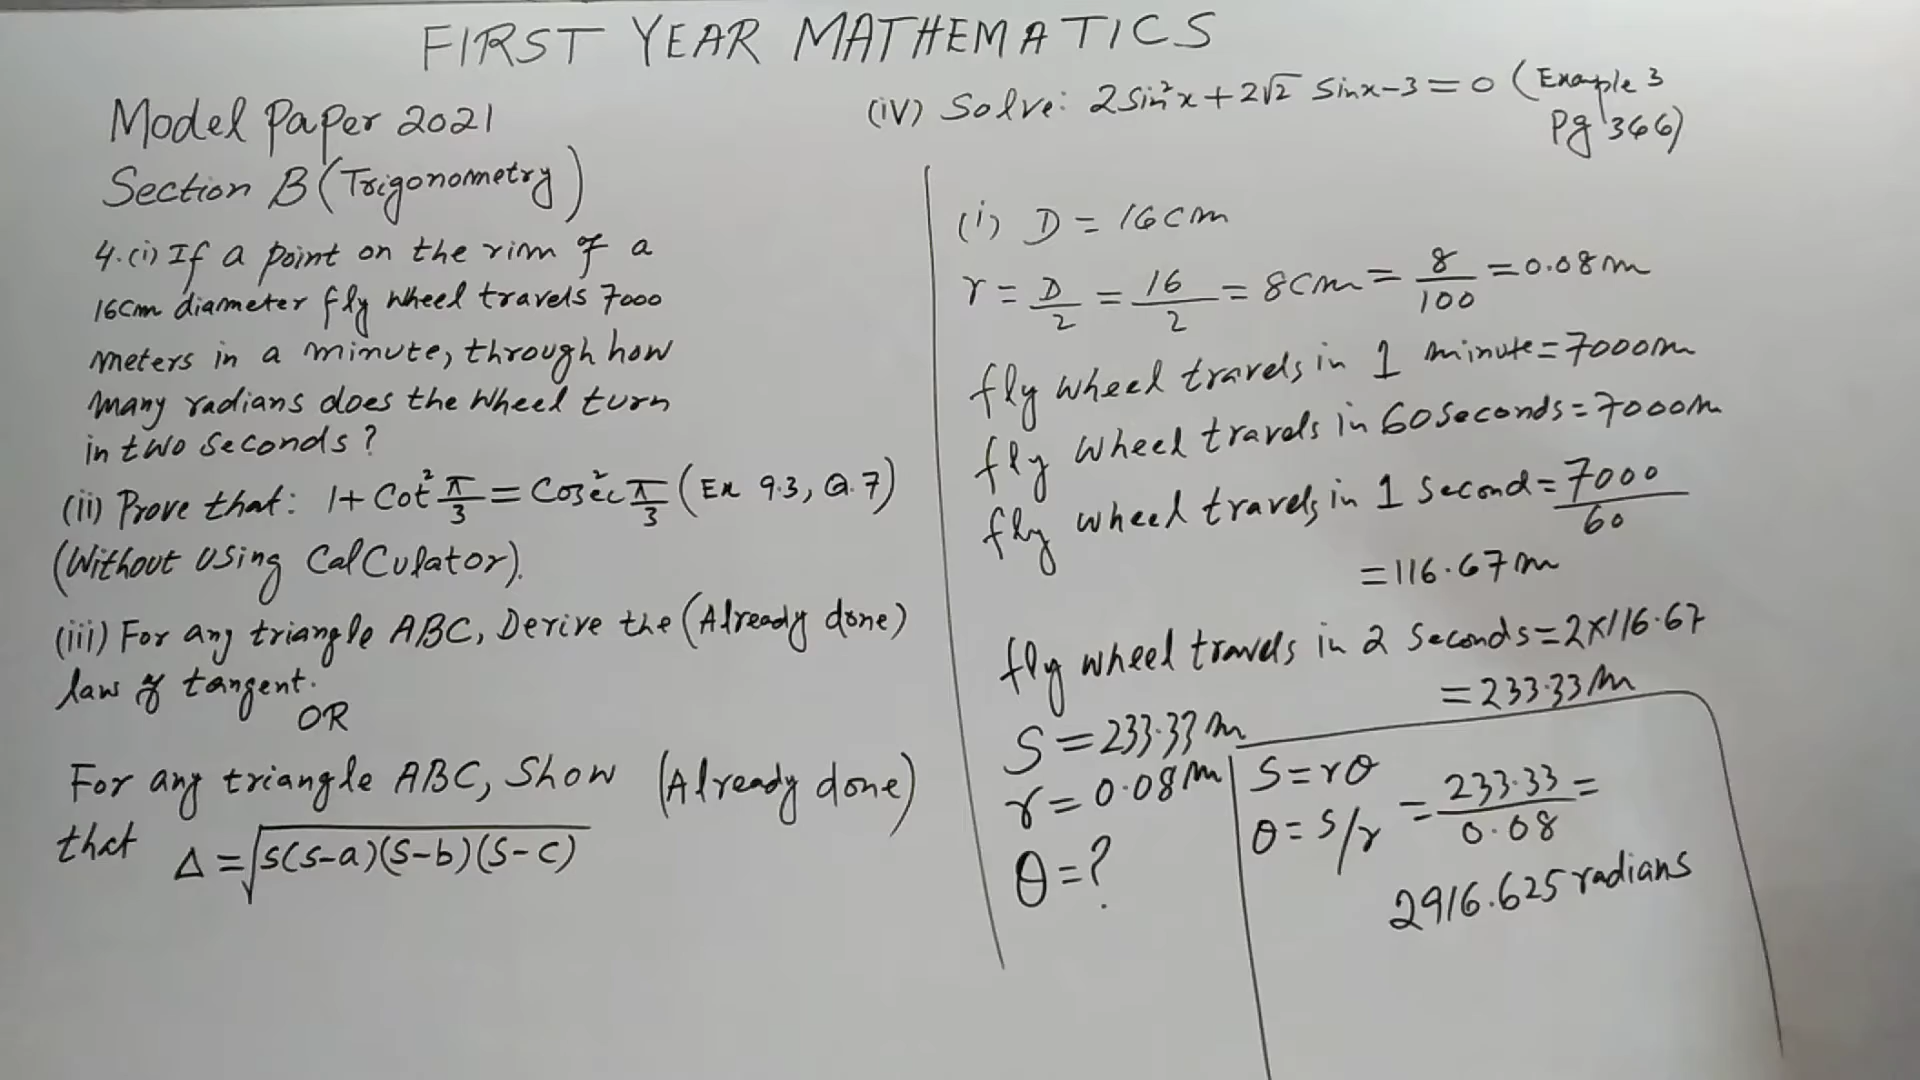 FIRST YEAR MATHEMATICS
Model Paper 2021
Section B (Trigonometry)
4.(i) If a point on the rim of a
16cm diameter fly wheel travels 7000
meters in a minute, through how
many radians does the wheel turn
in two seconds?
(ii) Prove that: 1+Cot²π/3 = Cosec²π/3 (Ex 9.3, Q.7)
(Without Using CalCulator).
(iii) For any triangle ABC, Derive the (Already done)
law of tangent.
OR
For any triangle ABC, Show (Already done)
that Δ = √s(s-a)(s-b)(s-c)
(iv) Solve: 2Sin²x+2√2 Sinx-3=0 (Example 3
Pg 366)
(i) D = 16cm
r = D/2 = 16/2 = 8cm = 8/100 = 0.08m
fly wheel travels in 1 minute=7000m
fly wheel travels in 60Seconds=7000m
fly wheel travels in 1 Second=7000/60
=116.67m
fly wheel travels in 2 Seconds=2×116.67
=233.33m
S=233.33m
r=0.08m
θ=?
S=rθ
θ=S/r = 233.33/0.08 =
2916.625 radians